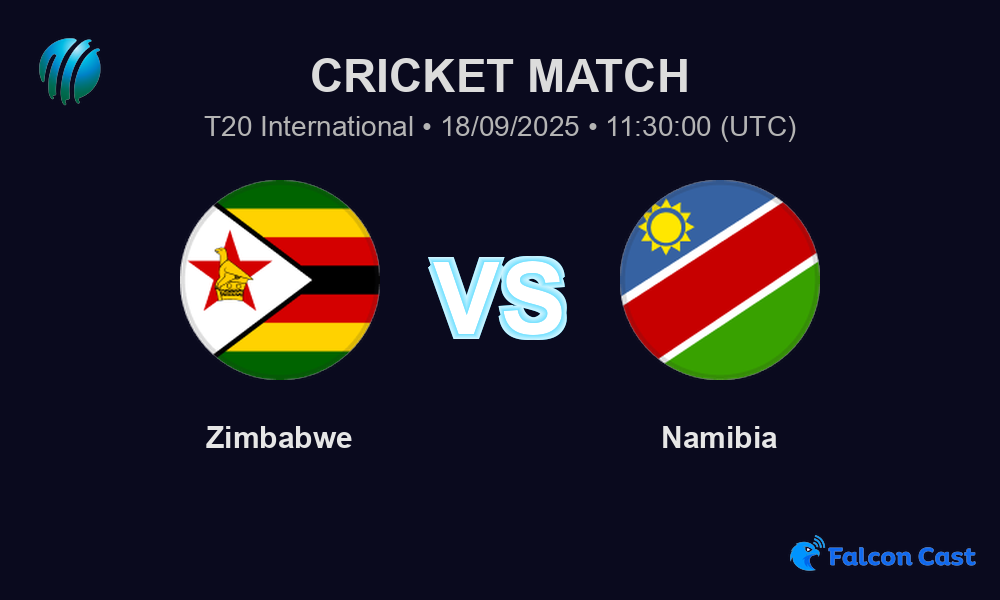 CRICKET MATCH
T20 International • 18/09/2025 • 11:30:00 (UTC)
VS
Zimbabwe
Namibia
Falcon Cast